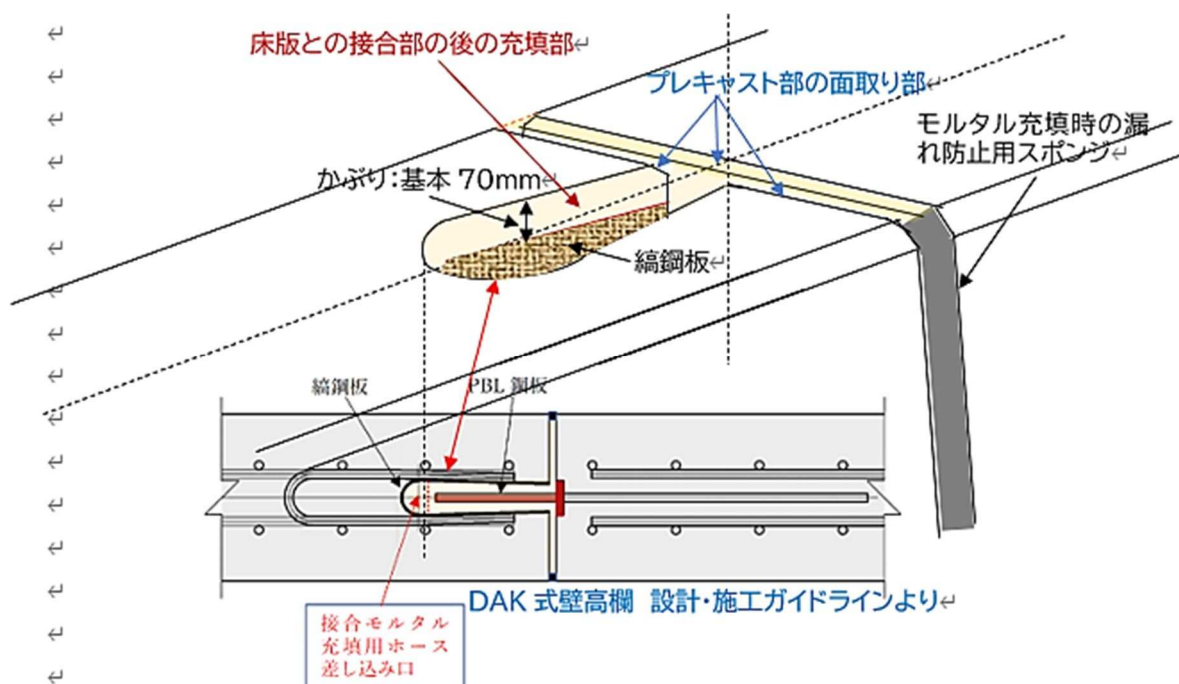 床版との接合部の後の充填部↵
プレキャスト部の面取り部↵
モルタル充填時の漏
れ防止用スポンジ↵
かぶり：基本 70mm↵
縞鋼板↵
縞鋼板
PBL 鋼板
DAK 式壁高欄 設計・施工ガイドラインより↵
接合モルタル
充填用ホース
差し込み口